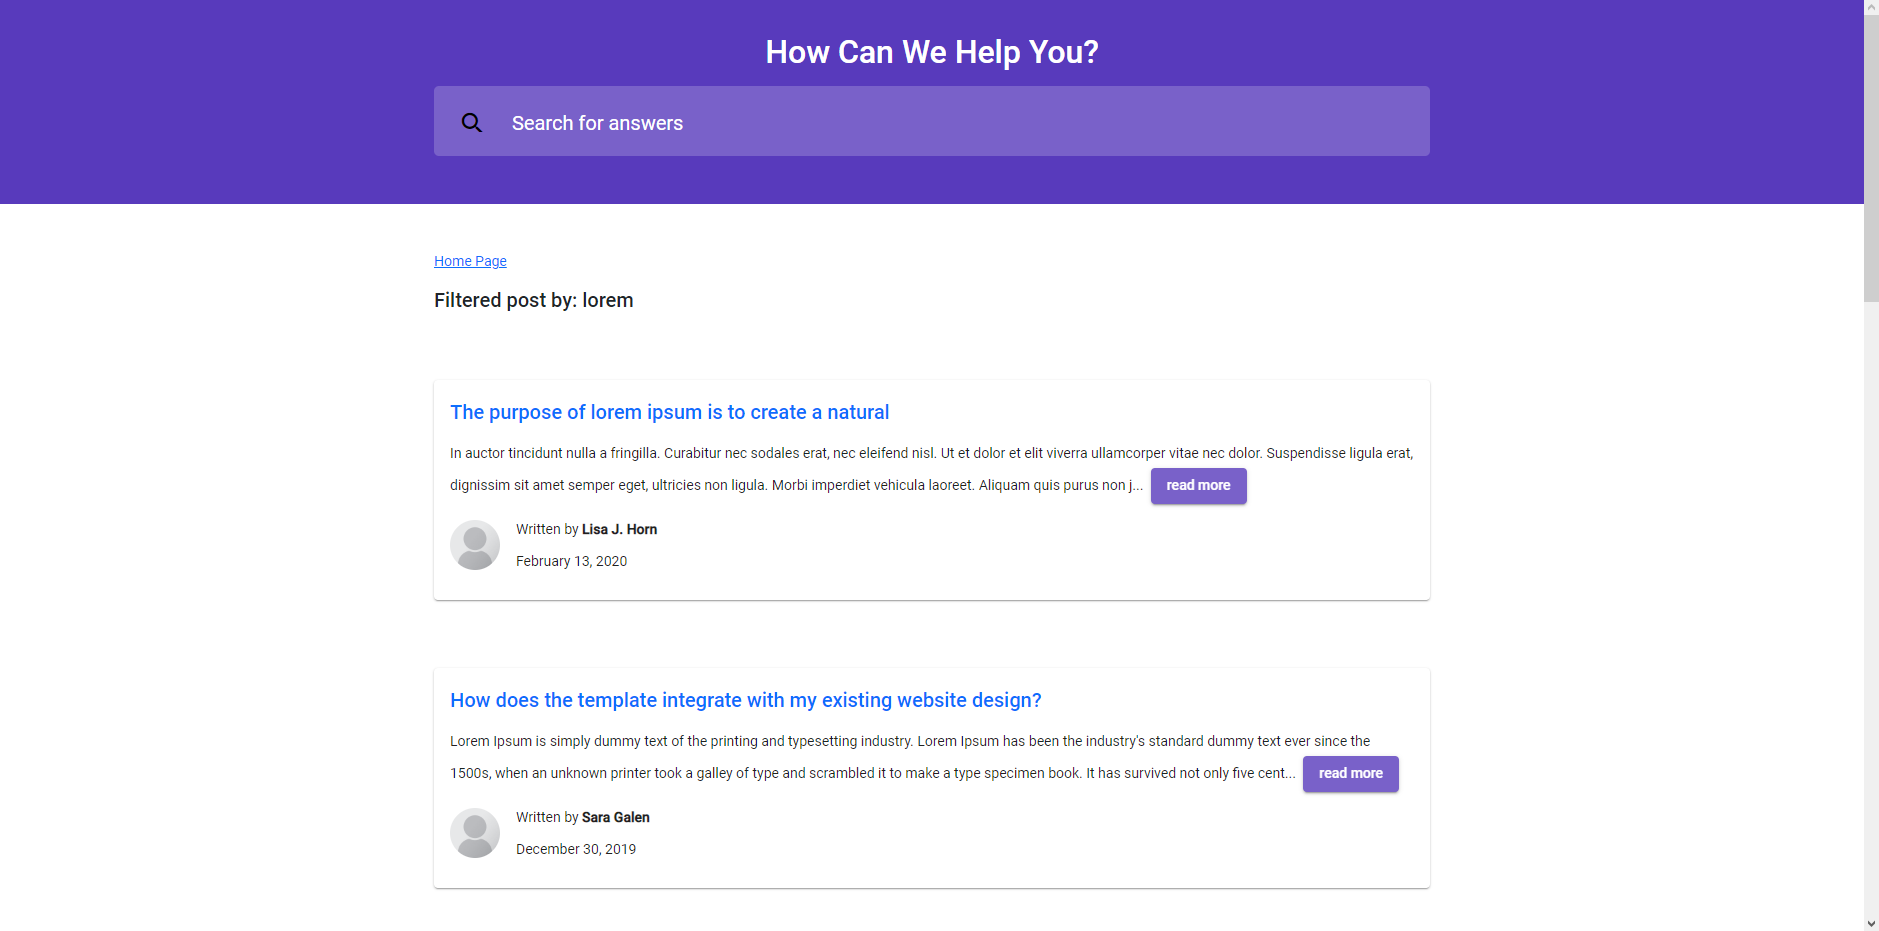 How Can We Help You?
Search for answers
Home Page
Filtered post by: lorem
The purpose of lorem ipsum is to create a natural
In auctor tincidunt nulla a fringilla. Curabitur nec sodales erat, nec eleifend nisl. Ut et dolor et elit viverra ullamcorper vitae nec dolor. Suspendisse ligula erat,
dignissim sit amet semper eget, ultricies non ligula. Morbi imperdiet vehicula laoreet. Aliquam quis purus non j... read more
Written by Lisa J. Horn
February 13, 2020
How does the template integrate with my existing website design?
Lorem Ipsum is simply dummy text of the printing and typesetting industry. Lorem Ipsum has been the industry's standard dummy text ever since the
1500s, when an unknown printer took a galley of type and scrambled it to make a type specimen book. It has survived not only five cent... read more
Written by Sara Galen
December 30, 2019